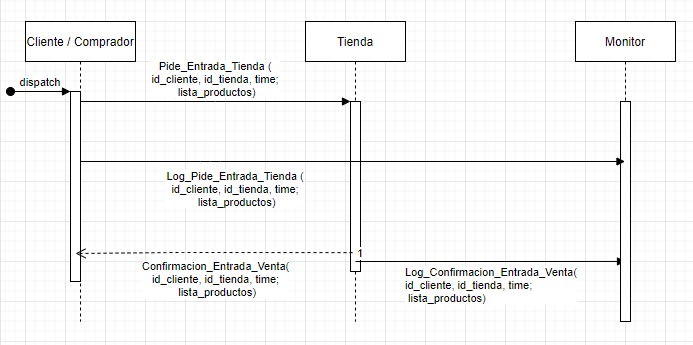 Cliente / Comprador
Tienda
Monitor
dispatch
Pide_Entrada_Tienda (
id_cliente, id_tienda, time;
lista_productos)
Log_Pide_Entrada_Tienda (
id_cliente, id_tienda, time;
lista_productos)
1
Confirmacion_Entrada_Venta(
id_cliente, id_tienda, time;
lista_productos)
Log_Confirmacion_Entrada_Venta(
id_cliente, id_tienda, time;
lista_productos)